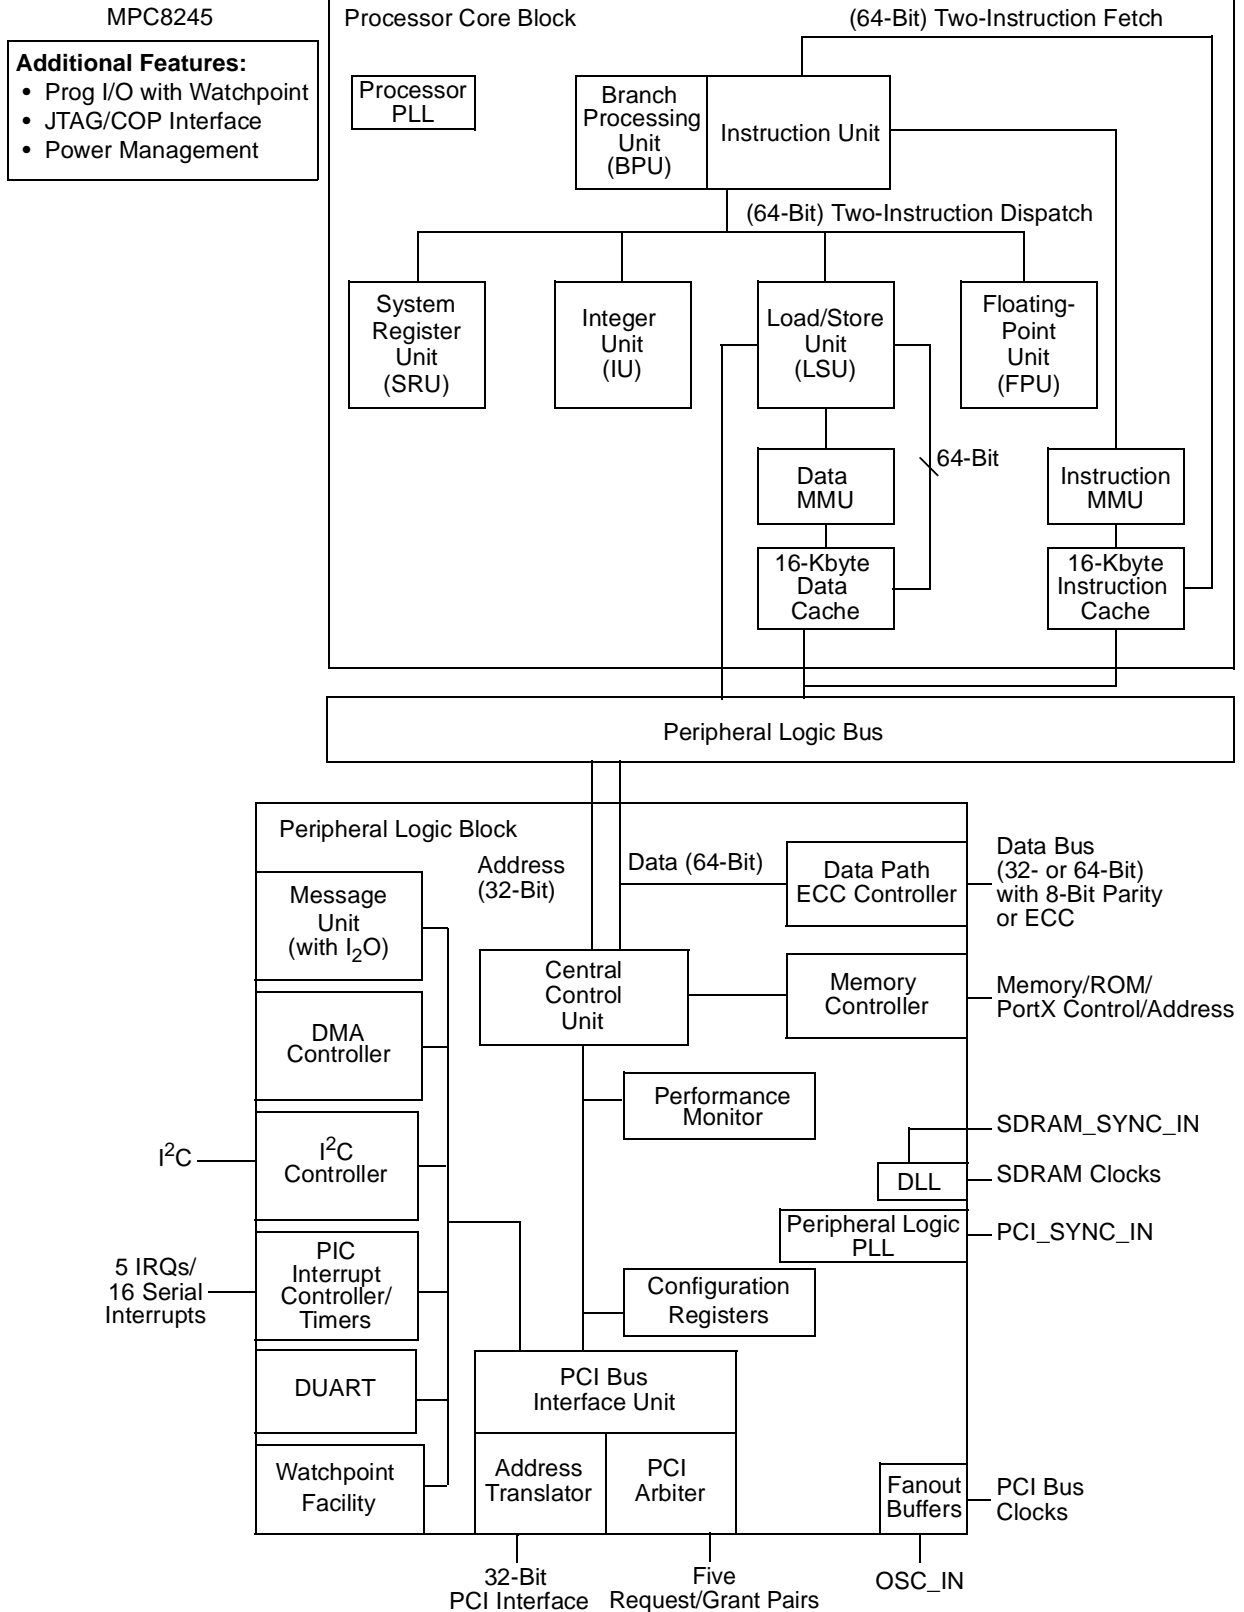 MPC8245
Additional Features:
• Prog I/O with Watchpoint
• JTAG/COP Interface
• Power Management
Processor Core Block
(64-Bit) Two-Instruction Fetch
Processor
PLL
Branch
Processing
Unit
(BPU)
Instruction Unit
(64-Bit) Two-Instruction Dispatch
System
Register
Unit
(SRU)
Integer
Unit
(IU)
Load/Store
Unit
(LSU)
Floating-
Point
Unit
(FPU)
64-Bit
Data
MMU
Instruction
MMU
16-Kbyte
Data
Cache
16-Kbyte
Instruction
Cache
Peripheral Logic Bus
Peripheral Logic Block
Address
(32-Bit)
Data (64-Bit)
Data Path
ECC Controller
Data Bus
(32- or 64-Bit)
with 8-Bit Parity
or ECC
Message
Unit
(with I2O)
Central
Control
Unit
Memory
Controller
Memory/ROM/
PortX Control/Address
DMA
Controller
Performance
Monitor
I2C
I2C
Controller
SDRAM_SYNC_IN
DLL
SDRAM Clocks
Peripheral Logic
PLL
PCI_SYNC_IN
5 IRQs/
16 Serial
Interrupts
PIC
Interrupt
Controller/
Timers
Configuration
Registers
DUART
PCI Bus
Interface Unit
Watchpoint
Facility
Address
Translator
PCI
Arbiter
Fanout
Buffers
PCI Bus
Clocks
32-Bit
PCI Interface
Five
Request/Grant Pairs
OSC_IN